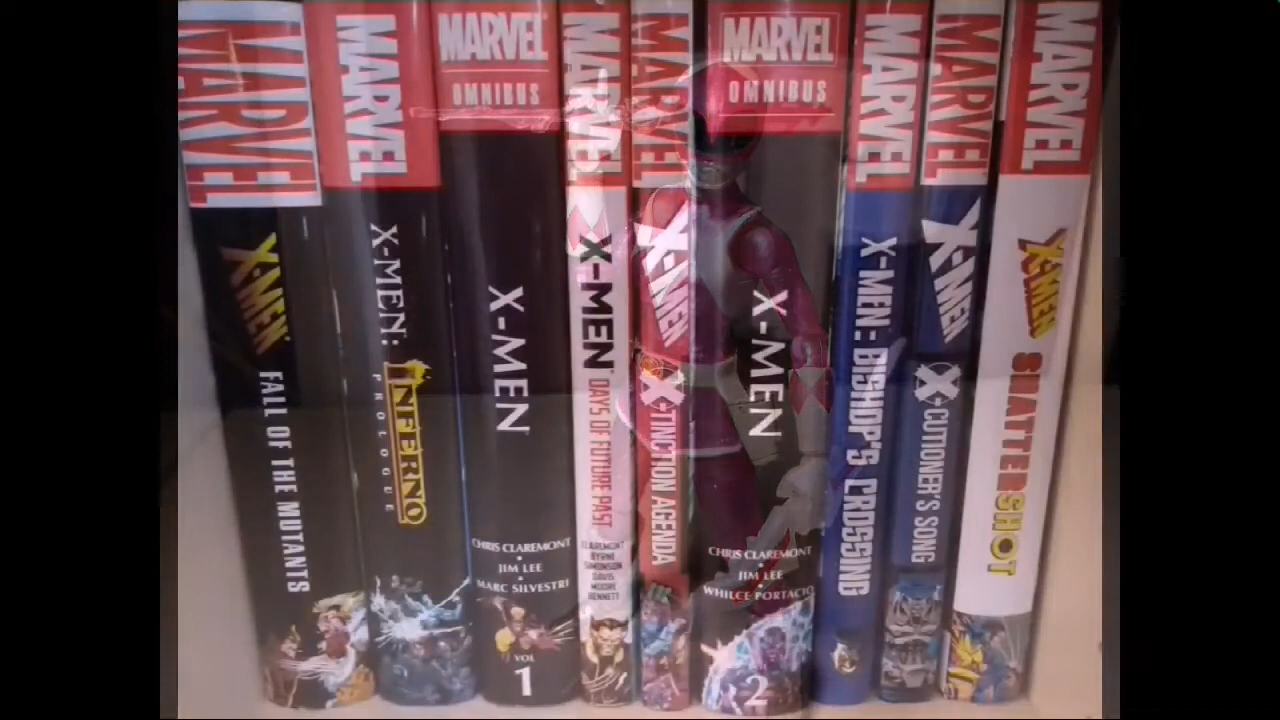 MARVEL
MARVEL
X-MEN
FALL OF THE MUTANTS
MARVEL
X-MEN:
INFERNO
PROLOGUE
MARVEL
OMNIBUS
X-MEN
CHRIS CLAREMONT
JIM LEE
MARC SILVESTRI
VOL
1
MARVEL
X-MEN
DAYS OF FUTURE PAST
CLAREMONT
BYRNE
SIMONSON
DAVIS
MOORE
BENNETT
MARVEL
X-MEN
X-TINCTION AGENDA
MARVEL
OMNIBUS
X-MEN
CHRIS CLAREMONT
JIM LEE
WHILCE PORTACIO
2
MARVEL
X-MEN: BISHOP'S CROSSING
MARVEL
X-MEN
X-CUTIONER'S SONG
MARVEL
X-MEN
SHATTERSHOT